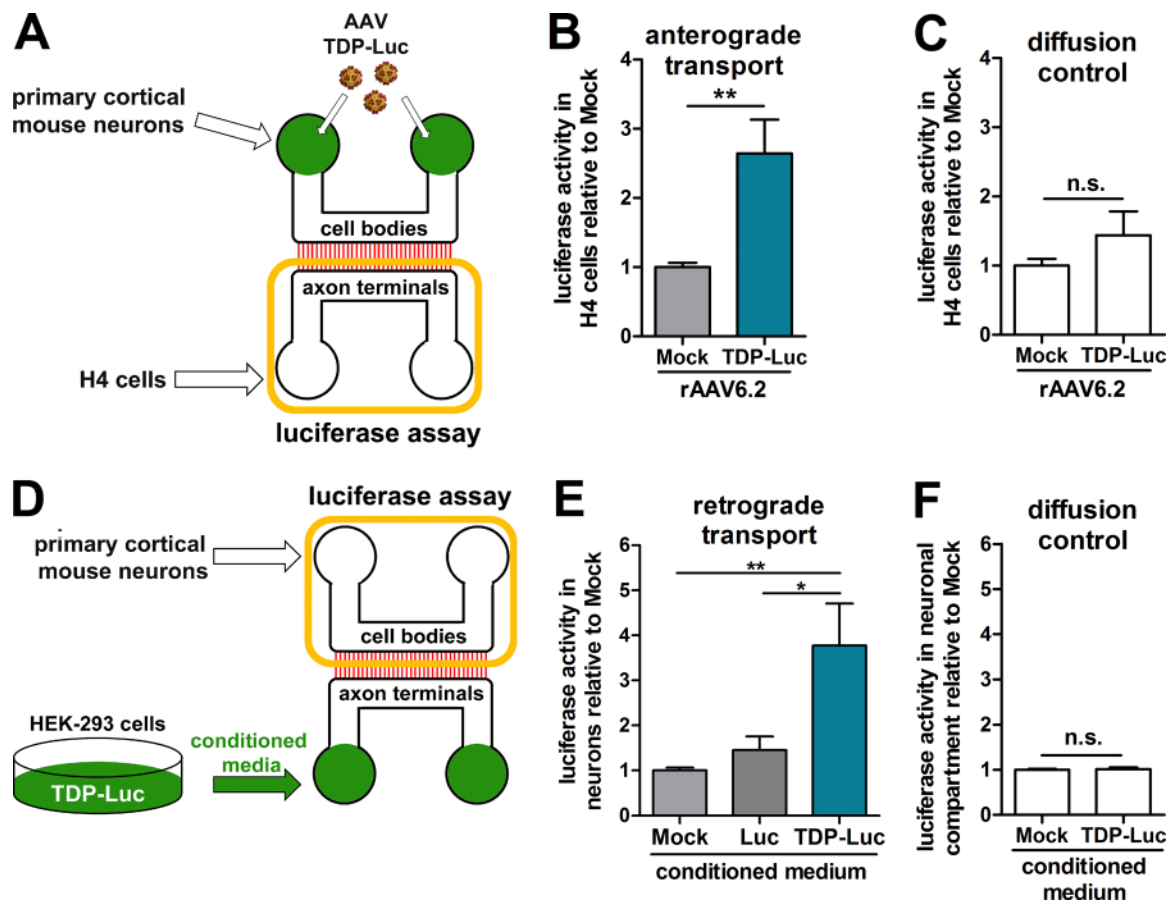 A
AAV
TDP-Luc
primary cortical
mouse neurons
cell bodies
axon terminals
H4 cells
luciferase assay
B
anterograde
transport
luciferase activity in
H4 cells relative to Mock
4
3
2
1
0
**
Mock TDP-Luc
rAAV6.2
C
diffusion
control
luciferase activity in
H4 cells relative to Mock
4
3
2
1
0
n.s.
Mock TDP-Luc
rAAV6.2
D
luciferase assay
primary cortical
mouse neurons
cell bodies
axon terminals
HEK-293 cells
TDP-Luc
conditioned
media
E
retrograde
transport
luciferase activity in
neurons relative to Mock
6
5
4
3
2
1
0
**
*
Mock Luc TDP-Luc
conditioned medium
F
diffusion
control
luciferase activity in neuronal
compartment relative to Mock
6
5
4
3
2
1
0
n.s.
Mock TDP-Luc
conditioned
medium